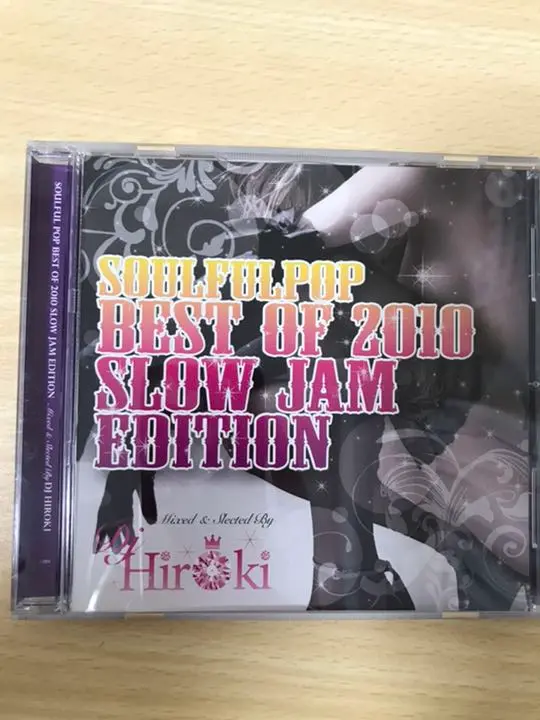 SOULFUL POP BEST OF 2010 SLOW JAM EDITION Mixed & Slected By DJ HIROKI
SOULFULPOP
BEST OF 2010
SLOW JAM
EDITION
Mixed & Slected By
Dj
Hiroki